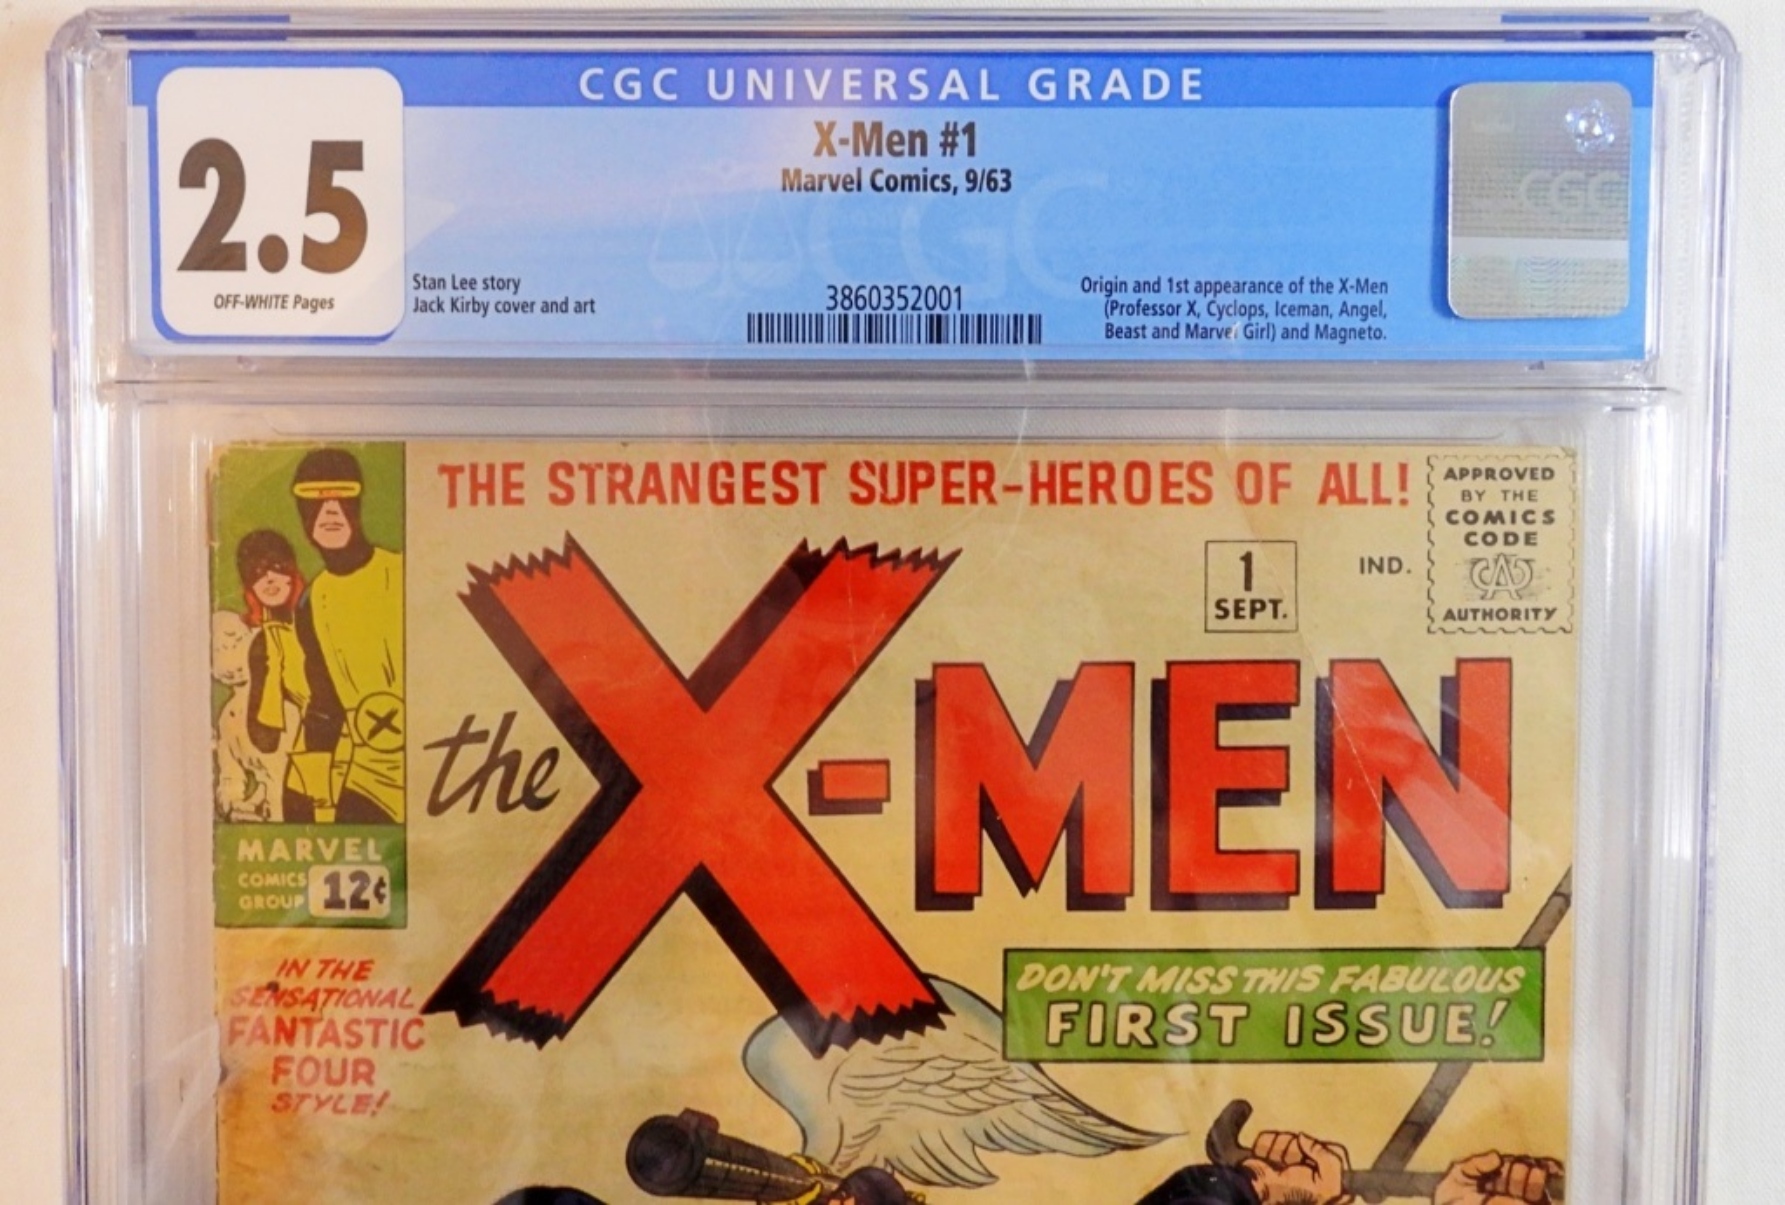 CGC UNIVERSAL GRADE
2.5
OFF-WHITE Pages
X-Men #1
Marvel Comics, 9/63
Stan Lee story
Jack Kirby cover and art
3860352001
Origin and 1st appearance of the X-Men
(Professor X, Cyclops, Iceman, Angel,
Beast and Marvel Girl) and Magneto.
CGC
CGC
THE STRANGEST SUPER-HEROES OF ALL!
APPROVED
BY THE
COMICS
CODE
CA
AUTHORITY
1
SEPT.
IND.
the X-MEN
MARVEL
COMICS
GROUP
12¢
IN THE
SENSATIONAL
FANTASTIC
FOUR
STYLE!
DON'T MISS THIS FABULOUS
FIRST ISSUE!